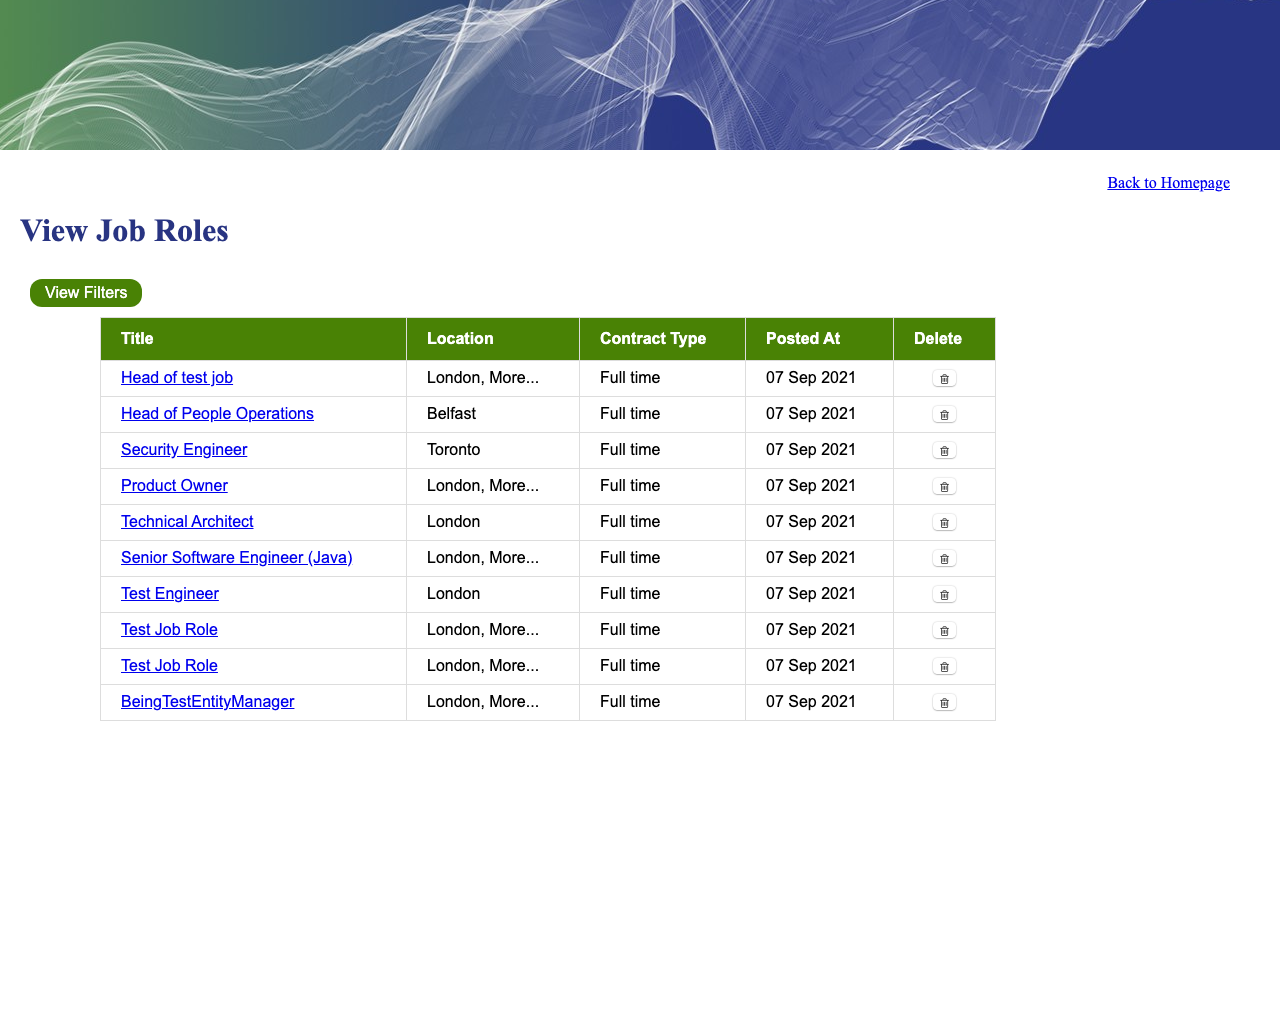 Back to Homepage
View Job Roles
View Filters
Title Location Contract Type Posted At Delete
Head of test job London, More... Full time 07 Sep 2021
Head of People Operations Belfast Full time 07 Sep 2021
Security Engineer Toronto Full time 07 Sep 2021
Product Owner London, More... Full time 07 Sep 2021
Technical Architect London Full time 07 Sep 2021
Senior Software Engineer (Java) London, More... Full time 07 Sep 2021
Test Engineer London Full time 07 Sep 2021
Test Job Role London, More... Full time 07 Sep 2021
Test Job Role London, More... Full time 07 Sep 2021
BeingTestEntityManager London, More... Full time 07 Sep 2021